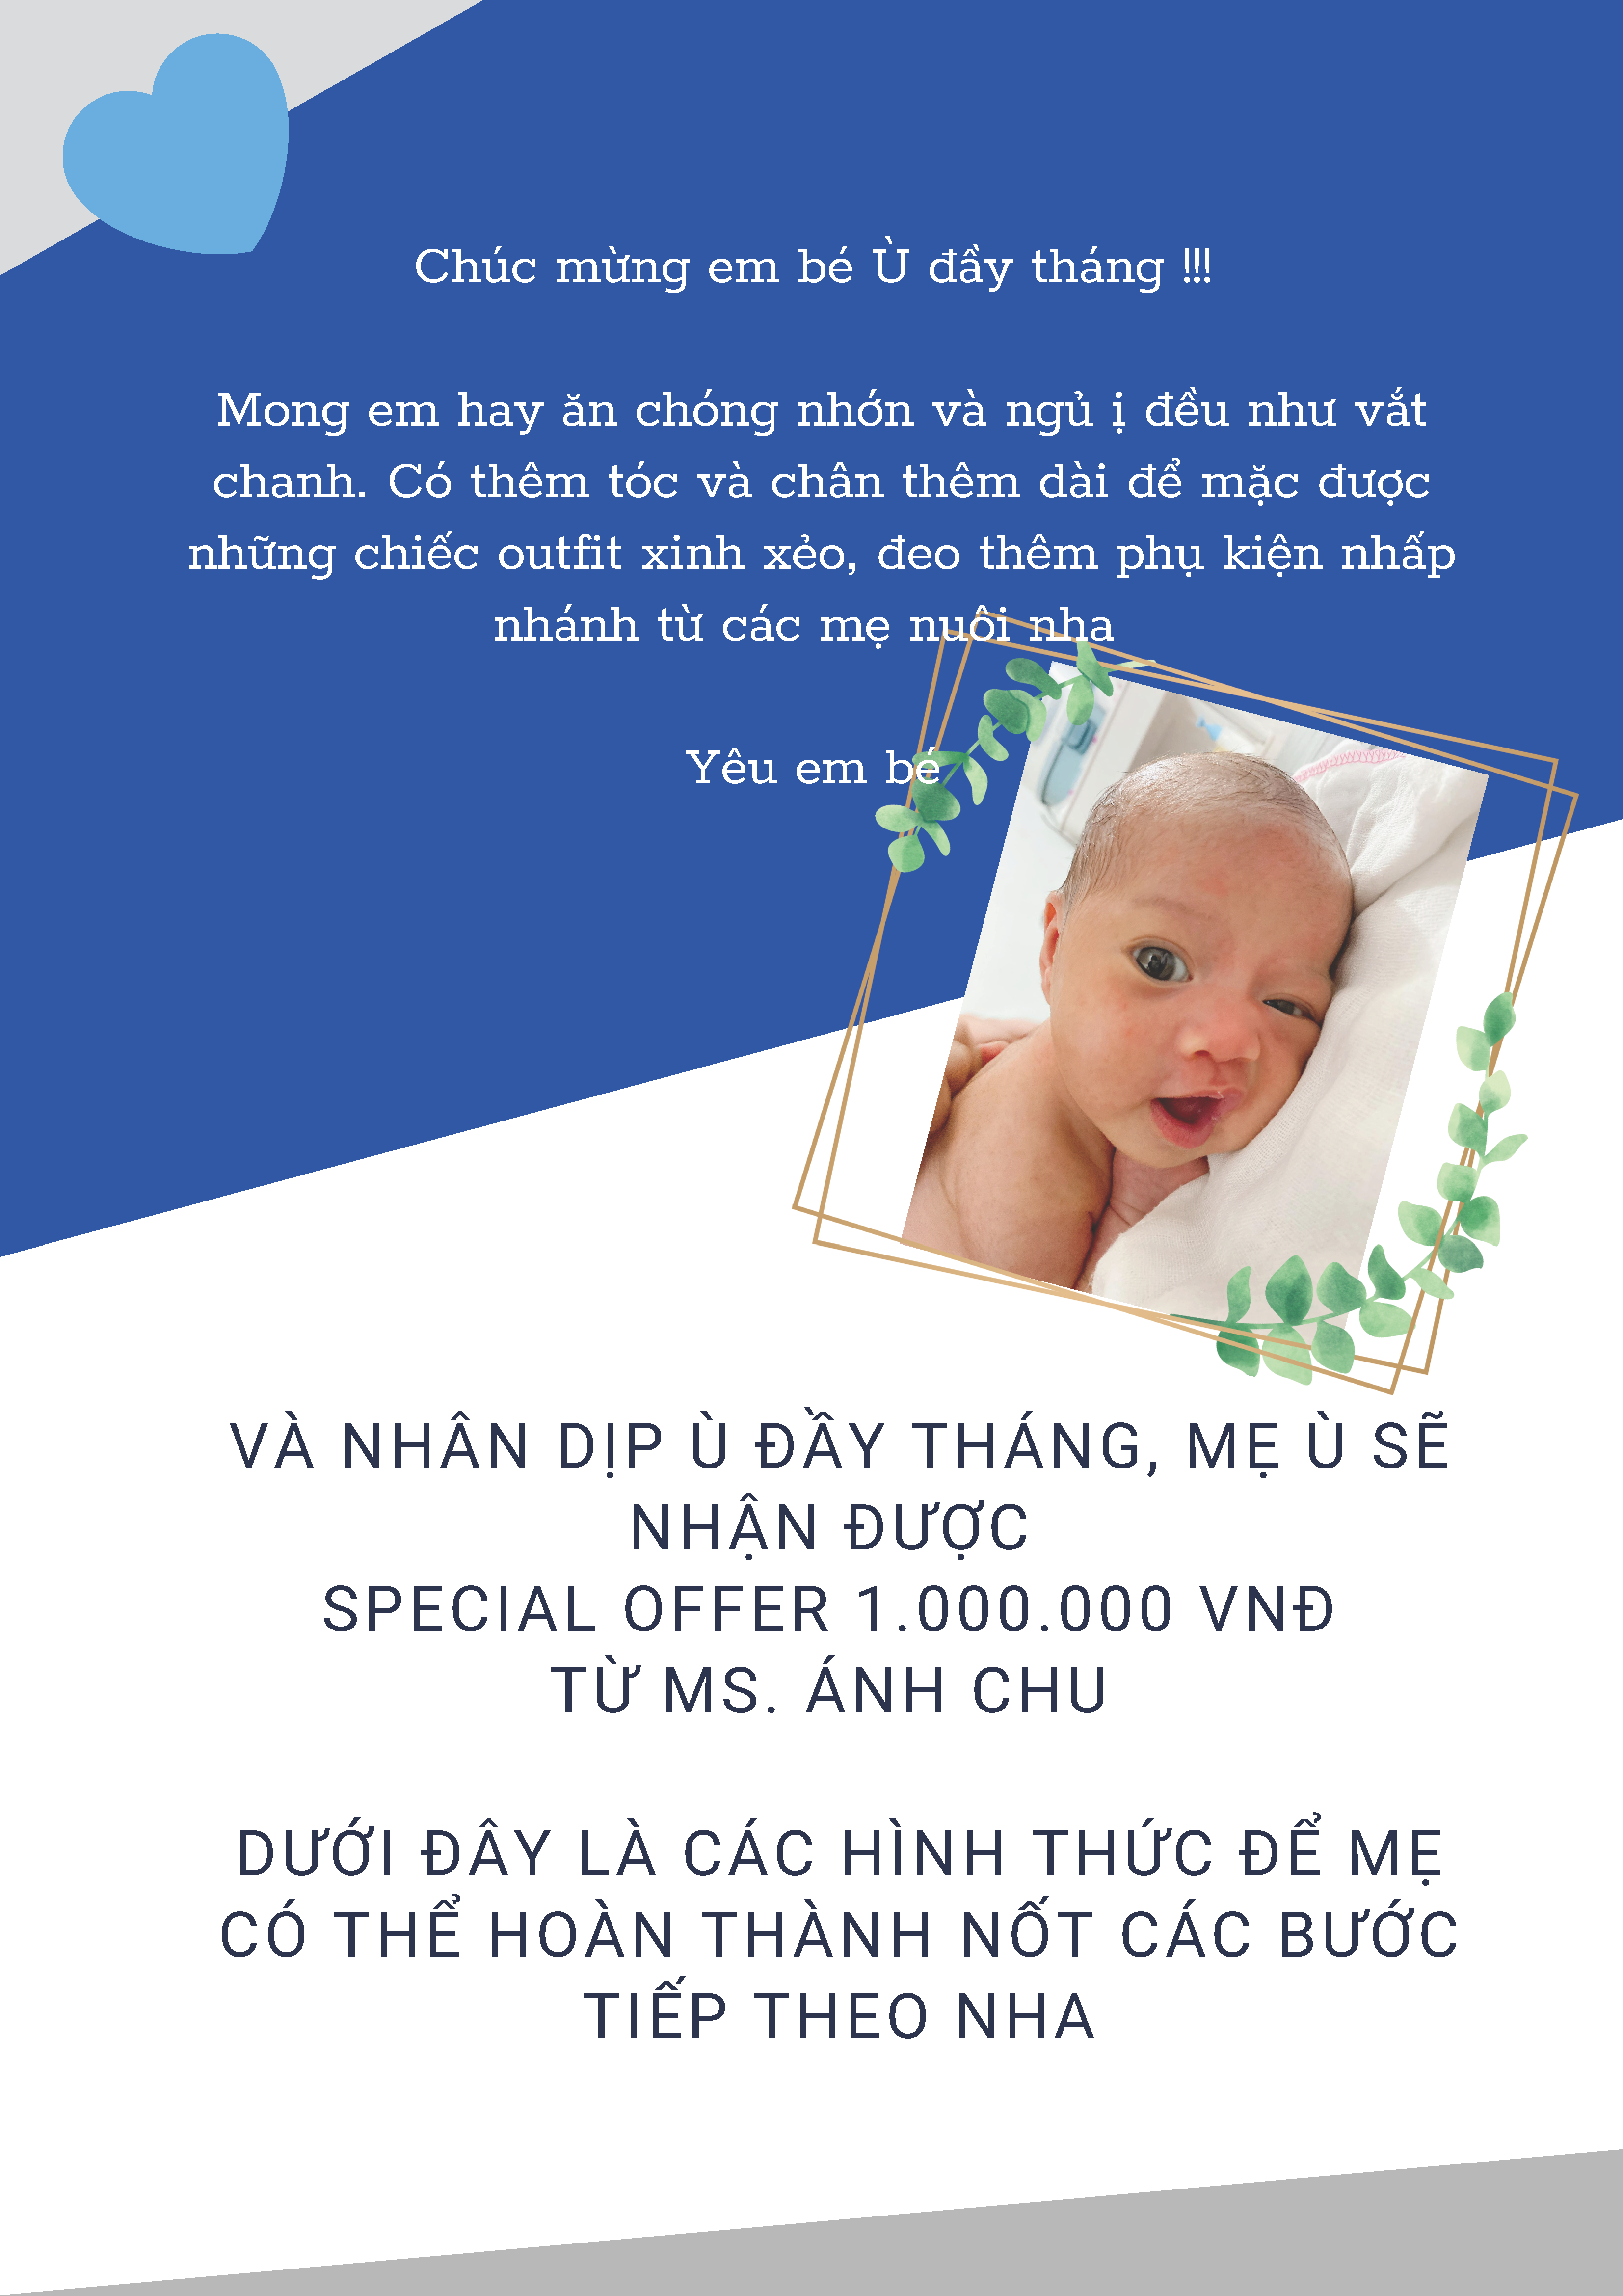 Chúc mừng em bé Ù đầy tháng !!!
Mong em hay ăn chóng nhớn và ngủ ị đều như vắt
chanh. Có thêm tóc và chân thêm dài để mặc được
những chiếc outfit xinh xẻo, đeo thêm phụ kiện nhấp
nhánh từ các mẹ nuôi nha
Yêu em bé
VÀ NHÂN DỊP Ù ĐẦY THÁNG, MẸ Ù SẼ
NHẬN ĐƯỢC
SPECIAL OFFER 1.000.000 VNĐ
TỪ MS. ÁNH CHU
DƯỚI ĐÂY LÀ CÁC HÌNH THỨC ĐỂ MẸ
CÓ THỂ HOÀN THÀNH NỐT CÁC BƯỚC
TIẾP THEO NHA